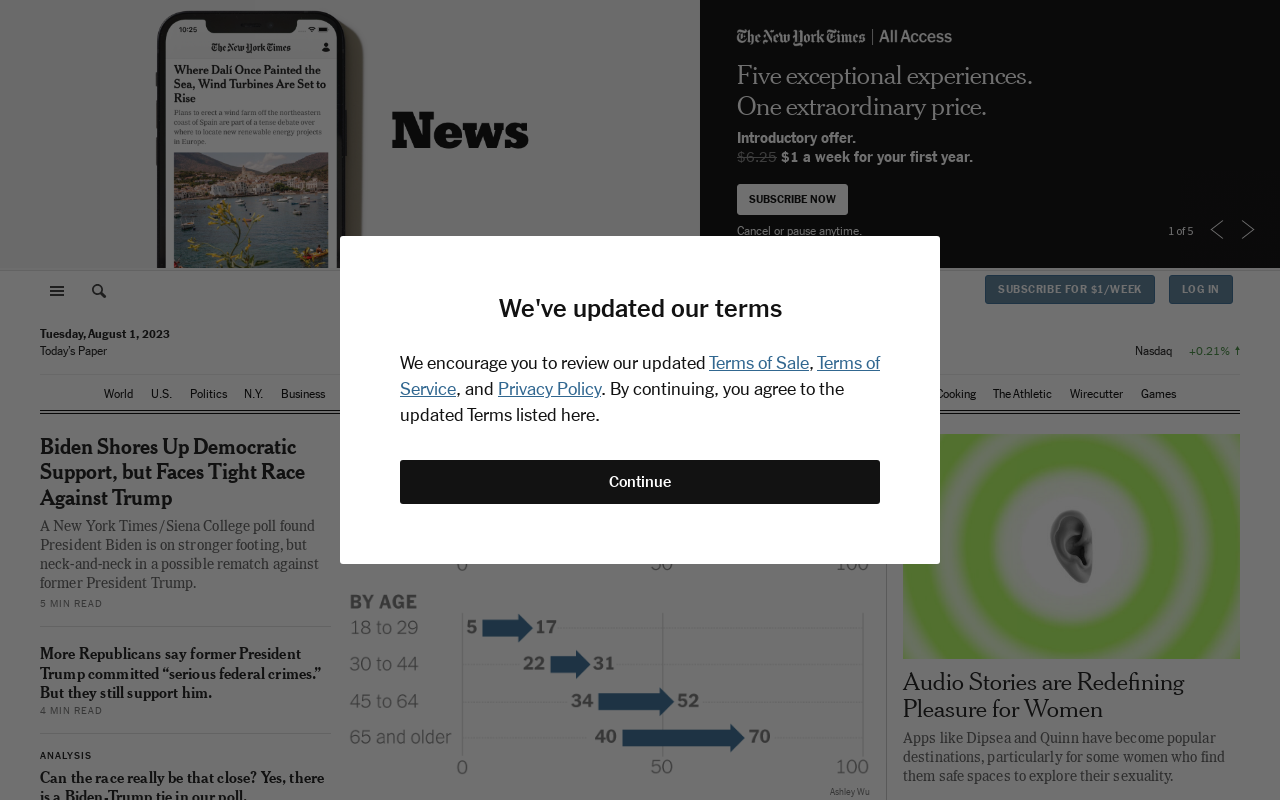 10:25
The New York Times
Where Dalí Once Painted the
Sea, Wind Turbines Are Set to
Rise
Plans to erect a wind farm off the northeastern
coast of Spain are part of a tense debate over
where to locate new renewable energy projects
in Europe.
News
The New York Times | All Access
Five exceptional experiences.
One extraordinary price.
Introductory offer.
$6.25 $1 a week for your first year.
SUBSCRIBE NOW
Cancel or pause anytime.
1 of 5
SUBSCRIBE FOR $1/WEEK
LOG IN
Tuesday, August 1, 2023
Today's Paper
Nasdaq +0.21% ↑
World U.S. Politics N.Y. Business
Cooking The Athletic Wirecutter Games
We've updated our terms
We encourage you to review our updated Terms of Sale, Terms of
Service, and Privacy Policy. By continuing, you agree to the
updated Terms listed here.
Continue
Biden Shores Up Democratic
Support, but Faces Tight Race
Against Trump
A New York Times/Siena College poll found
President Biden is on stronger footing, but
neck-and-neck in a possible rematch against
former President Trump.
5 MIN READ
More Republicans say former President
Trump committed “serious federal crimes.”
But they still support him.
4 MIN READ
ANALYSIS
Can the race really be that close? Yes, there
is a Biden-Trump tie in our poll.
0 50 100
BY AGE
18 to 29 5 17
30 to 44 22 31
45 to 64 34 52
65 and older 40 70
0 50 100
Ashley Wu
Audio Stories are Redefining
Pleasure for Women
Apps like Dipsea and Quinn have become popular
destinations, particularly for some women who find
them safe spaces to explore their sexuality.